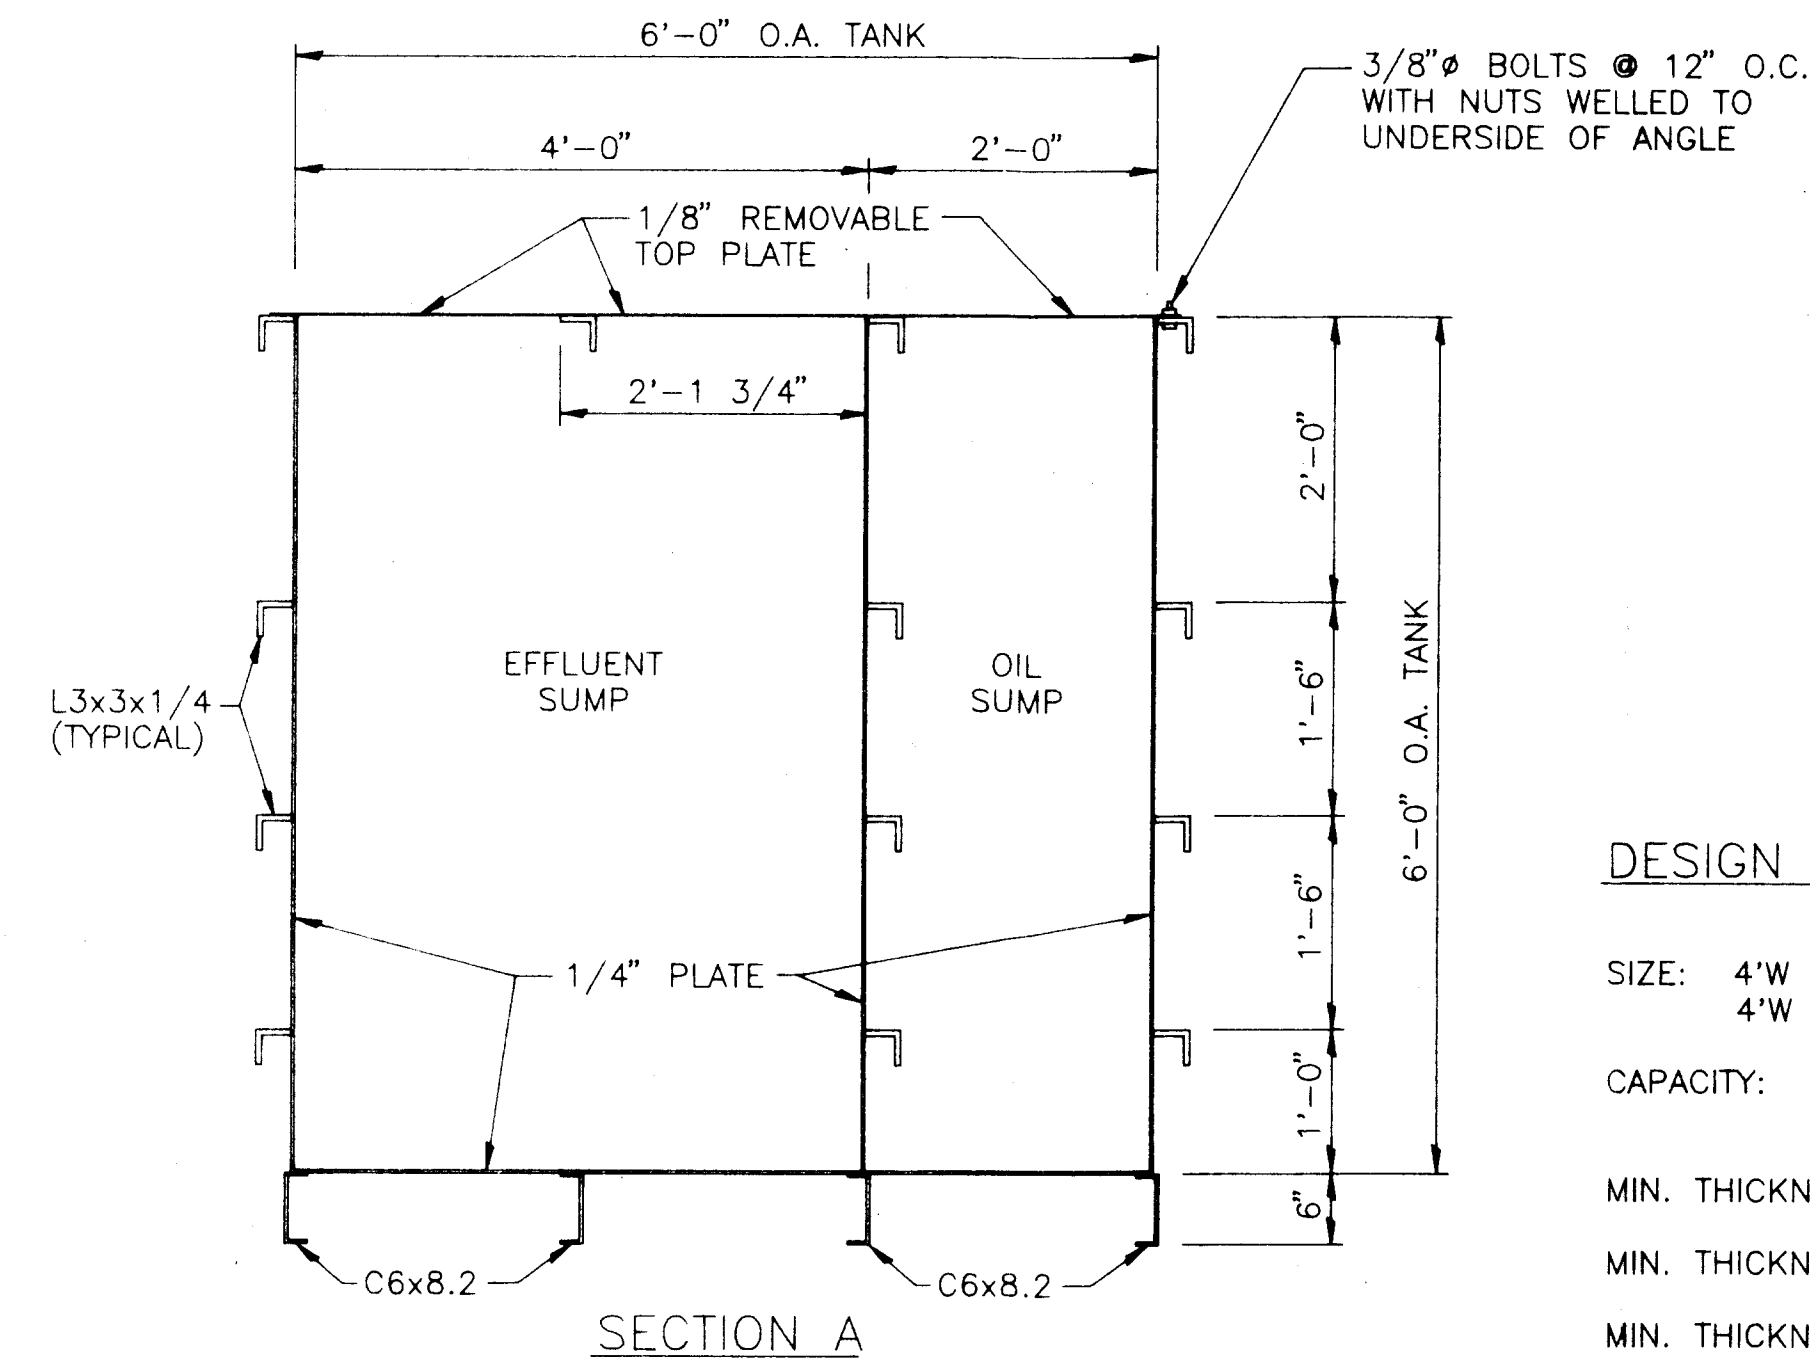 6'-0" O.A. TANK
3/8"ø BOLTS @ 12" O.C.
WITH NUTS WELLED TO
UNDERSIDE OF ANGLE
4'-0"
2'-0"
1/8" REMOVABLE
TOP PLATE
2'-1 3/4"
2'-0"
EFFLUENT
SUMP
OIL
SUMP
L3x3x1/4
(TYPICAL)
1'-6"
6'-0" O.A. TANK
1'-6"
1/4" PLATE
1'-0"
6"
C6x8.2
C6x8.2
SECTION A
DESIGN
SIZE: 4'W
4'W
CAPACITY:
MIN. THICKN
MIN. THICKN
MIN. THICKN